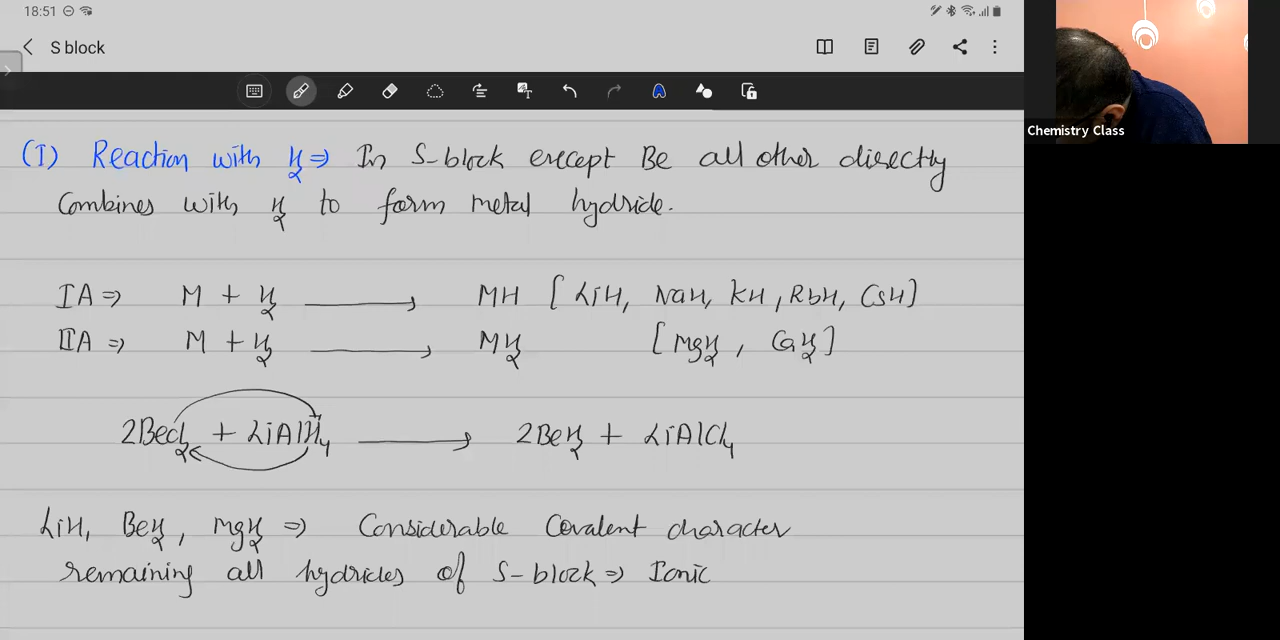 18:51
S block
Chemistry Class
(I) Reaction with H₂ ⇒ In S-block except Be all other directly
Combines with H₂ to form metal hydride.
IA ⇒ M + H₂ ⟶ MH [LiH, NaH, KH, RbH, CsH]
IIA ⇒ M + H₂ ⟶ MH₂ [MgH₂, CaH₂]
2BeCl₂ + LiAlH₄ ⟶ 2BeH₂ + LiAlCl₄
LiH, BeH₂, MgH₂ ⇒ Considerable Covalent character
remaining all hydrides of S-block ⇒ Ionic